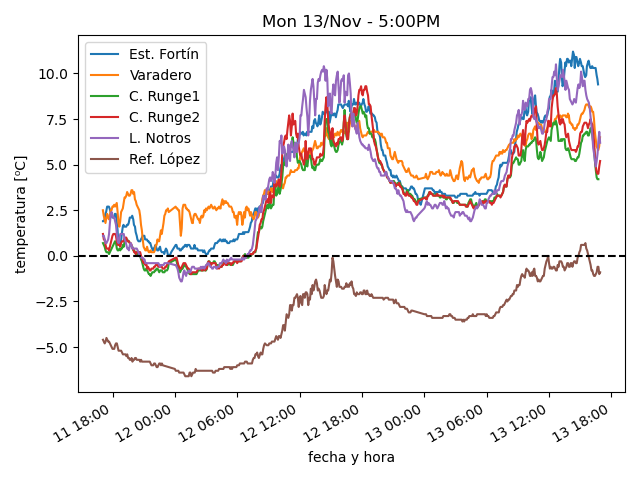 Mon 13/Nov - 5:00PM
Est. Fortín
Varadero
C. Runge1
C. Runge2
L. Notros
Ref. López
temperatura [ºC]
10.0
7.5
5.0
2.5
0.0
−2.5
−5.0
11 18:00
12 00:00
12 06:00
12 12:00
12 18:00
13 00:00
13 06:00
13 12:00
13 18:00
fecha y hora